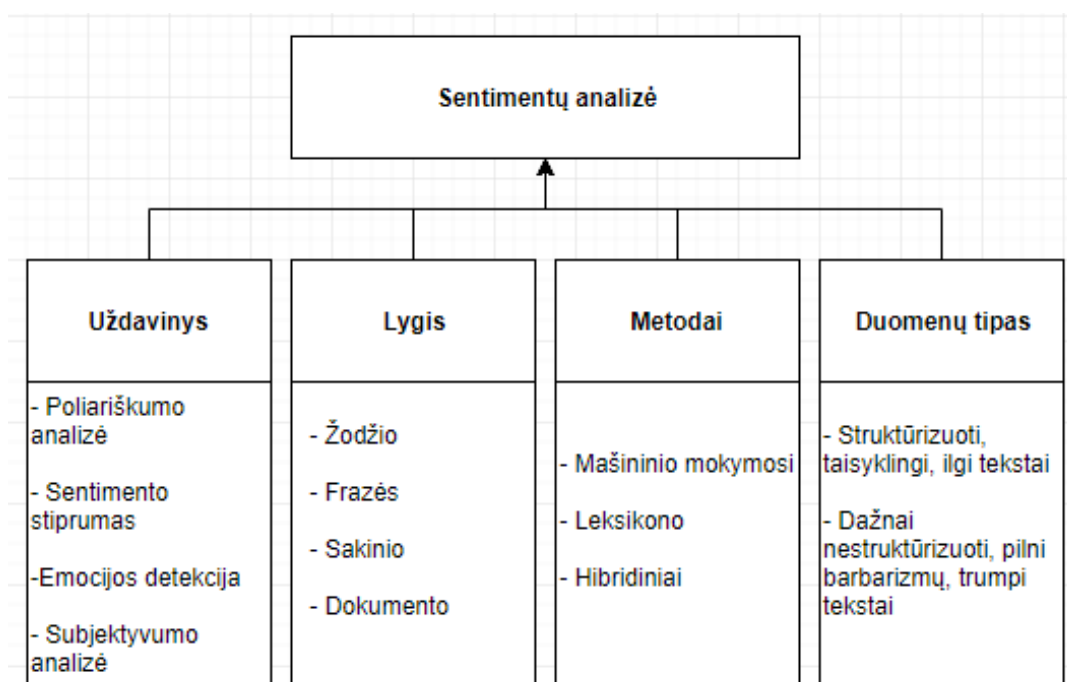 Sentimentų analizė
Uždavinys
- Poliariškumo
analizė
- Sentimento
stiprumas
-Emocijos detekcija
- Subjektyvumo
analizė
Lygis
- Žodžio
- Frazės
- Sakinio
- Dokumento
Metodai
- Mašininio mokymosi
- Leksikono
- Hibridiniai
Duomenų tipas
- Struktūrizuoti,
taisyklingi, ilgi tekstai
- Dažnai
nestruktūrizuoti, pilni
barbarizmų, trumpi
tekstai